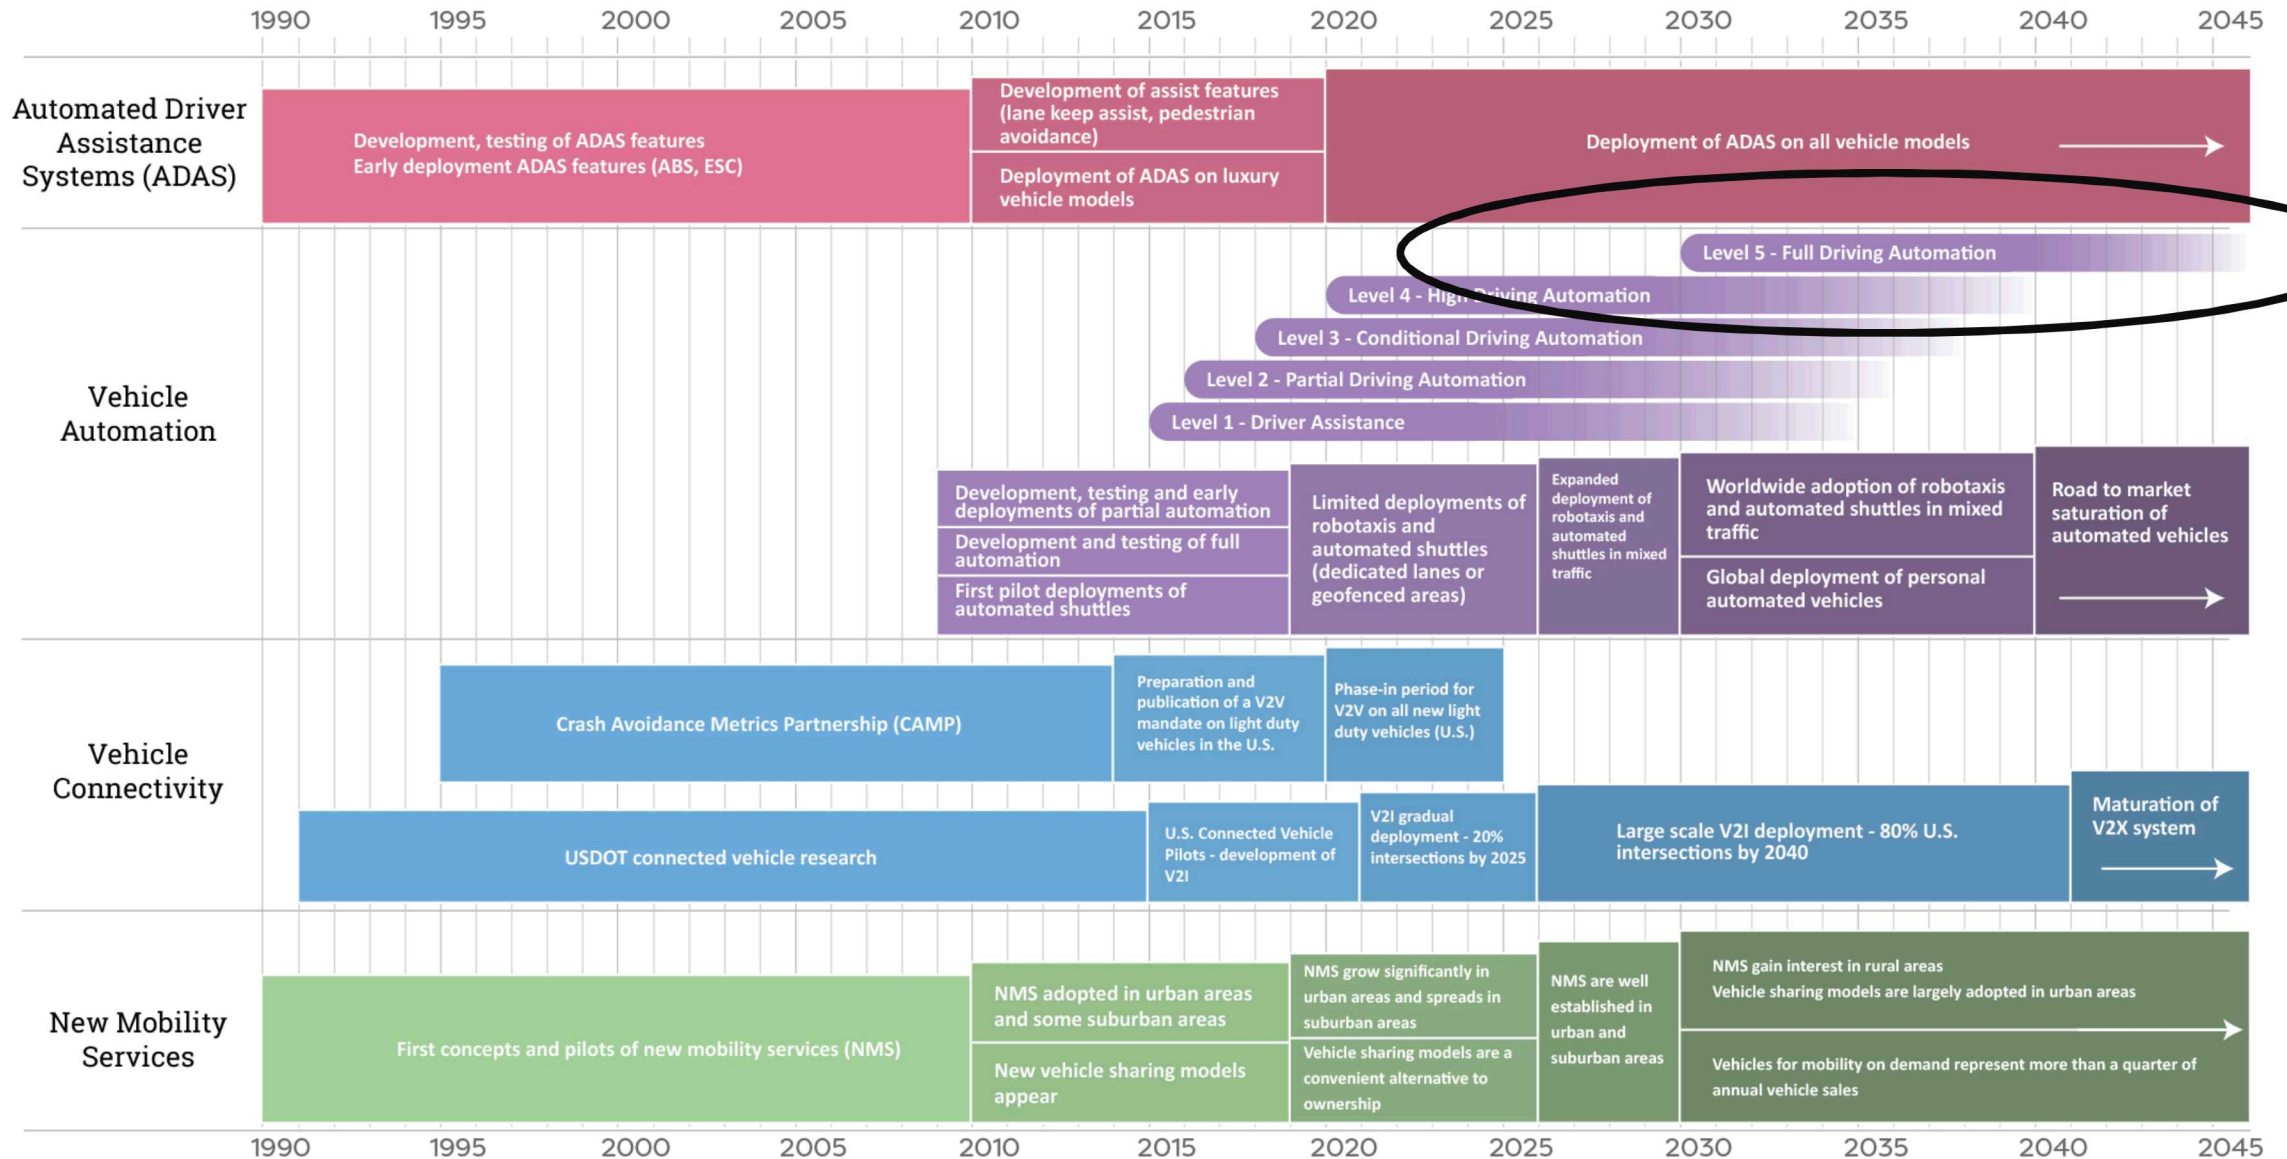 1990 1995 2000 2005 2010 2015 2020 2025 2030 2035 2040 2045
Automated Driver
Assistance
Systems (ADAS)
Development, testing of ADAS features
Early deployment ADAS features (ABS, ESC)
Development of assist features
(lane keep assist, pedestrian
avoidance)
Deployment of ADAS on luxury
vehicle models
Deployment of ADAS on all vehicle models
Vehicle
Automation
Level 5 - Full Driving Automation
Level 4 - High Driving Automation
Level 3 - Conditional Driving Automation
Level 2 - Partial Driving Automation
Level 1 - Driver Assistance
Development, testing and early
deployments of partial automation
Development and testing of full
automation
First pilot deployments of
automated shuttles
Limited deployments of
robotaxis and
automated shuttles
(dedicated lanes or
geofenced areas)
Expanded
deployment of
robotaxis and
automated
shuttles in mixed
traffic
Worldwide adoption of robotaxis
and automated shuttles in mixed
traffic
Global deployment of personal
automated vehicles
Road to market
saturation of
automated vehicles
Vehicle
Connectivity
Crash Avoidance Metrics Partnership (CAMP)
Preparation and
publication of a V2V
mandate on light duty
vehicles in the U.S.
Phase-in period for
V2V on all new light
duty vehicles (U.S.)
USDOT connected vehicle research
U.S. Connected Vehicle
Pilots - development of
V2I
V2I gradual
deployment - 20%
intersections by 2025
Large scale V2I deployment - 80% U.S.
intersections by 2040
Maturation of
V2X system
New Mobility
Services
First concepts and pilots of new mobility services (NMS)
NMS adopted in urban areas
and some suburban areas
New vehicle sharing models
appear
NMS grow significantly in
urban areas and spreads in
suburban areas
Vehicle sharing models are a
convenient alternative to
ownership
NMS are well
established in
urban and
suburban areas
NMS gain interest in rural areas
Vehicle sharing models are largely adopted in urban areas
Vehicles for mobility on demand represent more than a quarter of
annual vehicle sales
1990 1995 2000 2005 2010 2015 2020 2025 2030 2035 2040 2045